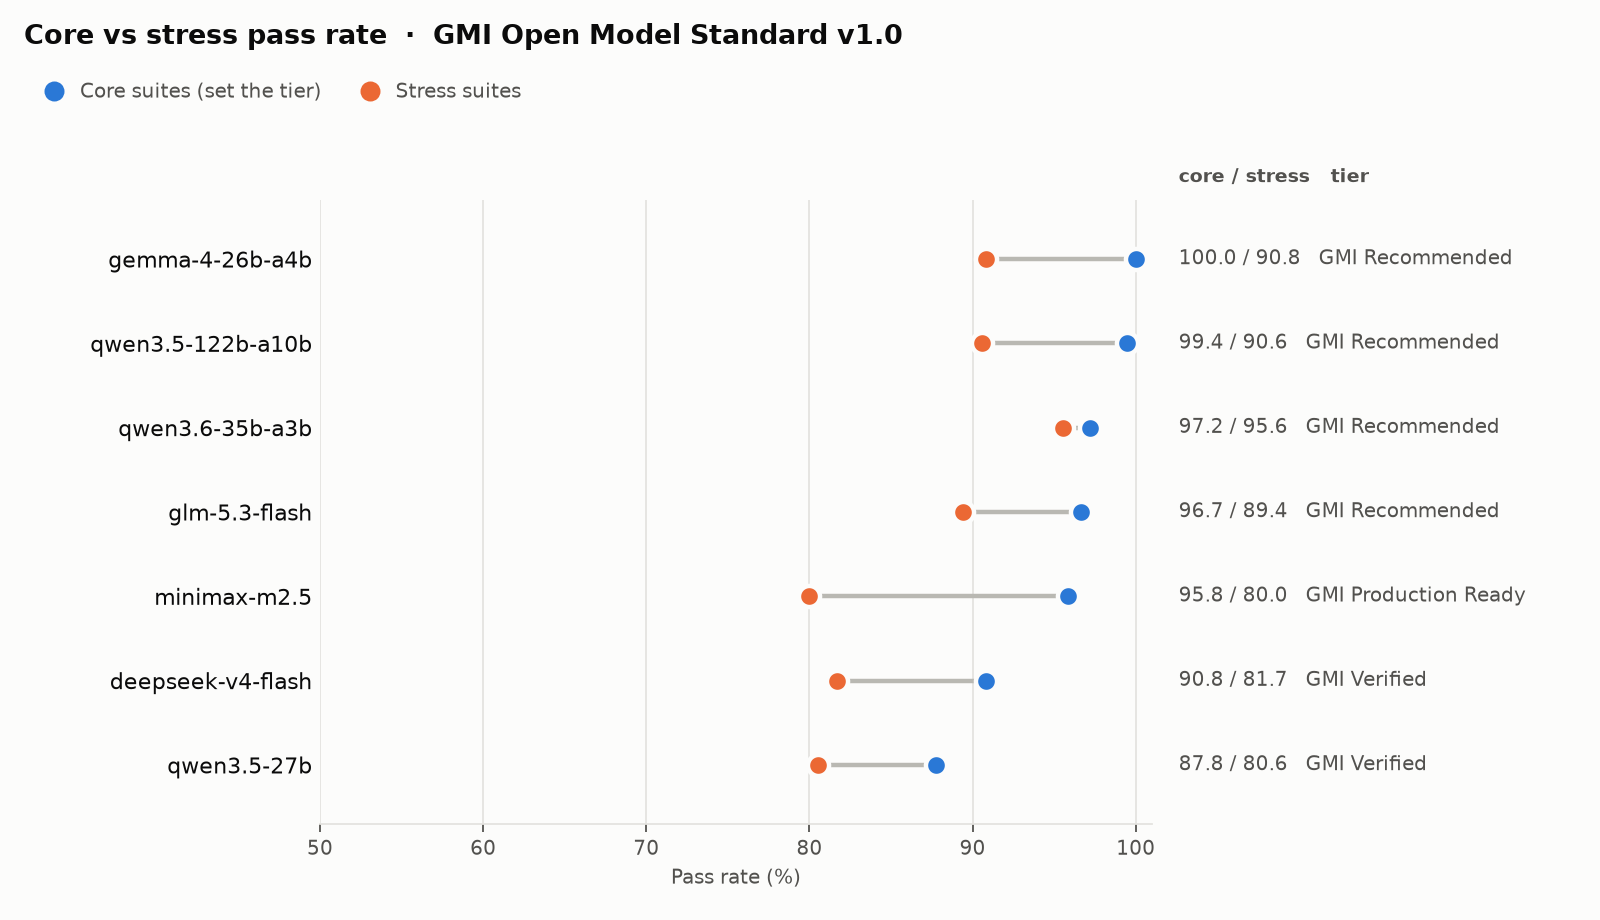 Core vs stress pass rate · GMI Open Model Standard v1.0
Core suites (set the tier) Stress suites
core / stress tier
gemma-4-26b-a4b 100.0 / 90.8 GMI Recommended
qwen3.5-122b-a10b 99.4 / 90.6 GMI Recommended
qwen3.6-35b-a3b 97.2 / 95.6 GMI Recommended
glm-5.3-flash 96.7 / 89.4 GMI Recommended
minimax-m2.5 95.8 / 80.0 GMI Production Ready
deepseek-v4-flash 90.8 / 81.7 GMI Verified
qwen3.5-27b 87.8 / 80.6 GMI Verified
50 60 70 80 90 100
Pass rate (%)